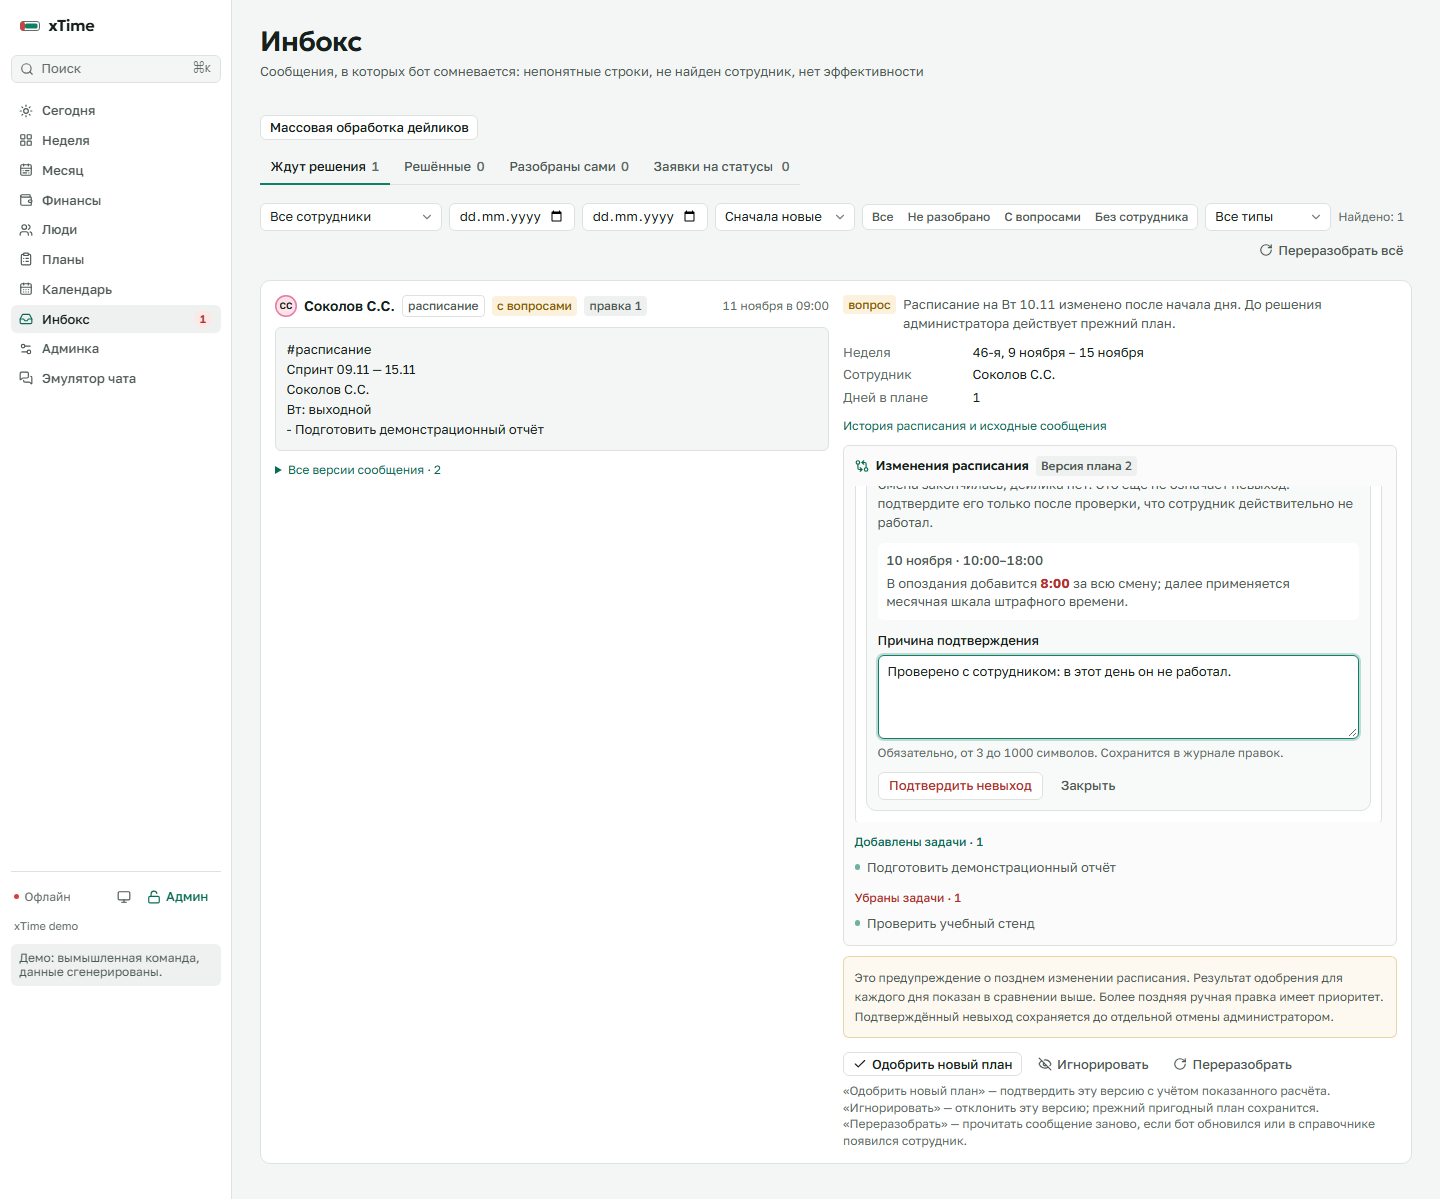 xTime
Поиск ⌘K
Сегодня
Неделя
Месяц
Финансы
Люди
Планы
Календарь
Инбокс 1
Админка
Эмулятор чата
Офлайн Админ
xTime demo
Демо: вымышленная команда,
данные сгенерированы.
Инбокс
Сообщения, в которых бот сомневается: непонятные строки, не найден сотрудник, нет эффективности
Массовая обработка дейликов
Ждут решения 1 Решённые 0 Разобраны сами 0 Заявки на статусы 0
Все сотрудники dd.mm.yyyy dd.mm.yyyy Сначала новые Все Не разобрано С вопросами Без сотрудника Все типы Найдено: 1
Переразобрать всё
СС Соколов С.С. расписание с вопросами правка 1 11 ноября в 09:00
#расписание
Спринт 09.11 — 15.11
Соколов С.С.
Вт: выходной
- Подготовить демонстрационный отчёт
Все версии сообщения · 2
вопрос Расписание на Вт 10.11 изменено после начала дня. До решения
администратора действует прежний план.
Неделя 46-я, 9 ноября – 15 ноября
Сотрудник Соколов С.С.
Дней в плане 1
История расписания и исходные сообщения
Изменения расписания Версия плана 2
Смена закончилась, дейлика нет. Это ещё не означает невыход:
подтвердите его только после проверки, что сотрудник действительно не
работал.
10 ноября · 10:00–18:00
В опоздания добавится 8:00 за всю смену; далее применяется
месячная шкала штрафного времени.
Причина подтверждения
Проверено с сотрудником: в этот день он не работал.
Обязательно, от 3 до 1000 символов. Сохранится в журнале правок.
Подтвердить невыход Закрыть
Добавлены задачи · 1
Подготовить демонстрационный отчёт
Убраны задачи · 1
Проверить учебный стенд
Это предупреждение о позднем изменении расписания. Результат одобрения для
каждого дня показан в сравнении выше. Более поздняя ручная правка имеет приоритет.
Подтверждённый невыход сохраняется до отдельной отмены администратором.
Одобрить новый план Игнорировать Переразобрать
«Одобрить новый план» — подтвердить эту версию с учётом показанного расчёта.
«Игнорировать» — отклонить эту версию; прежний пригодный план сохранится.
«Переразобрать» — прочитать сообщение заново, если бот обновился или в справочнике
появился сотрудник.